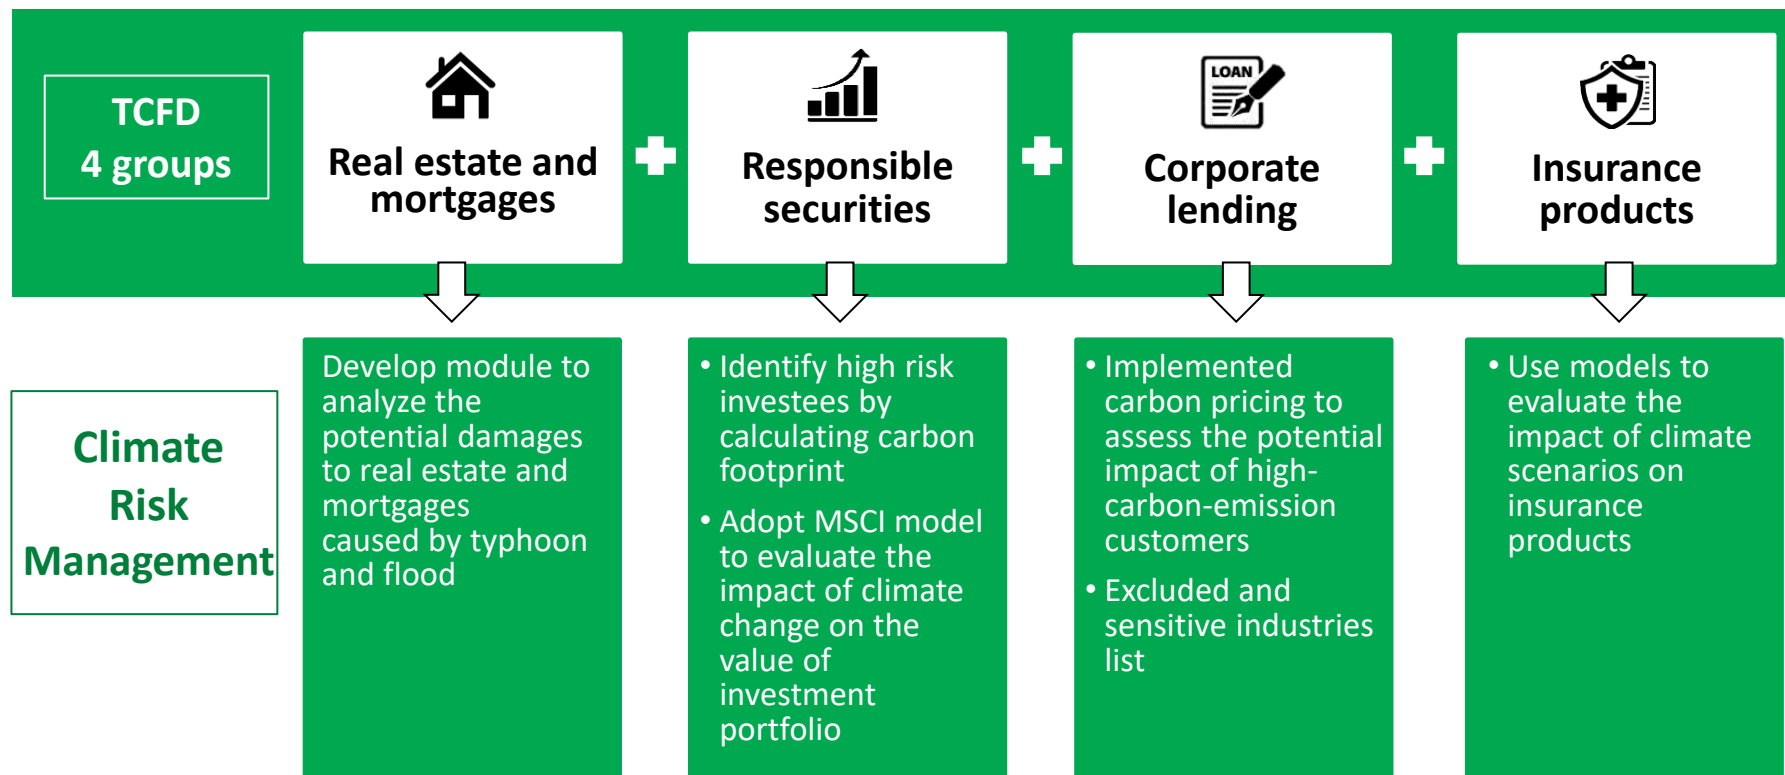 TCFD
4 groups
Real estate and
mortgages
Responsible
securities
LOAN
Corporate
lending
Insurance
products
Climate
Risk
Management
Develop module to
analyze the
potential damages
to real estate and
mortgages
caused by typhoon
and flood
• Identify high risk
investees by
calculating carbon
footprint
• Adopt MSCI model
to evaluate the
impact of climate
change on the
value of
investment
portfolio
• Implemented
carbon pricing to
assess the potential
impact of high-
carbon-emission
customers
• Excluded and
sensitive industries
list
• Use models to
evaluate the
impact of climate
scenarios on
insurance
products